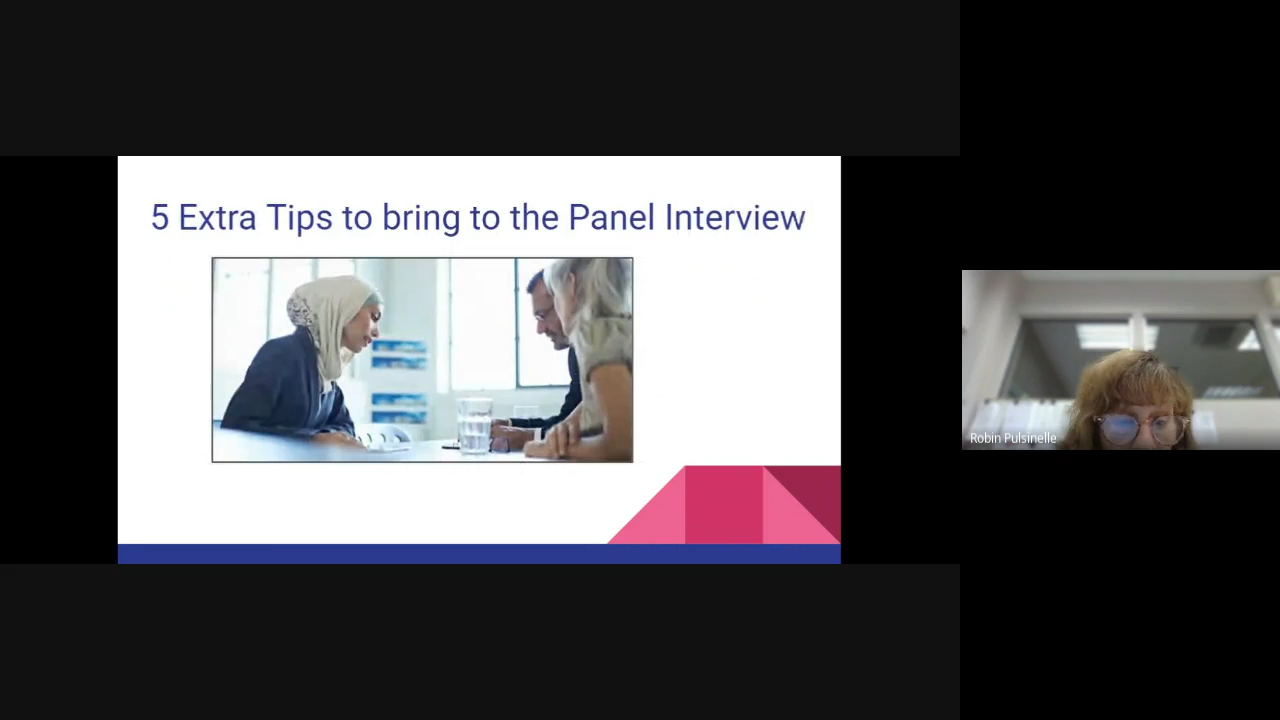 5 Extra Tips to bring to the Panel Interview
Robin Pulsinelle